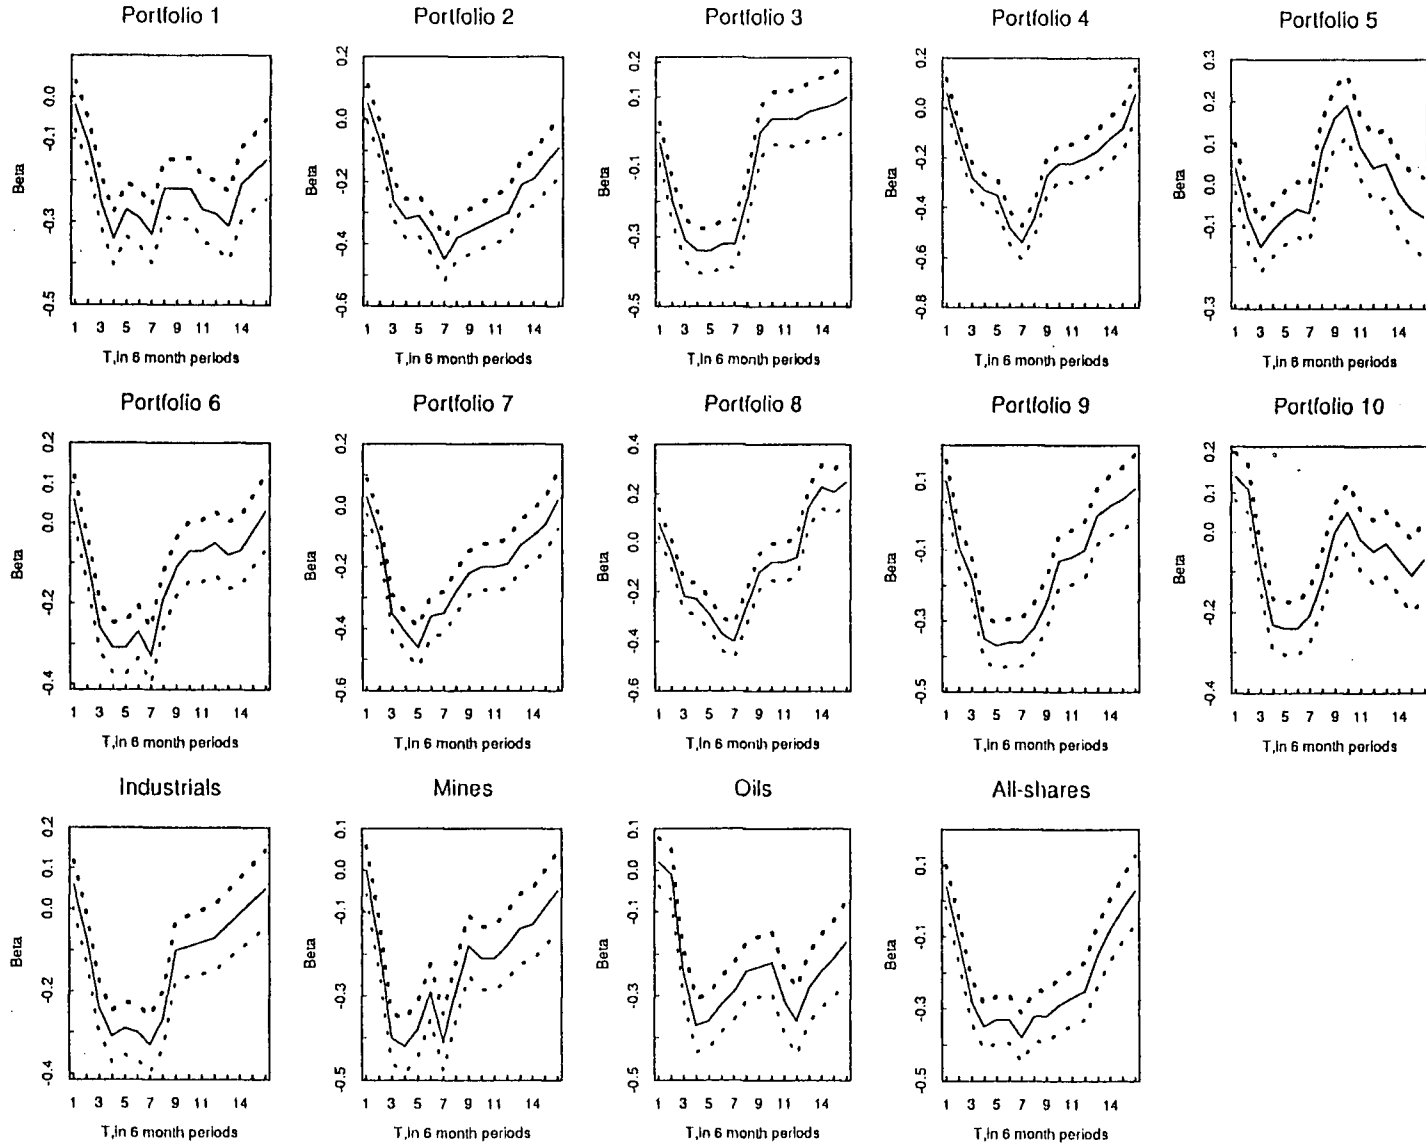 Portfolio 1
Beta
0.0
-0.1
-0.3
-0.5
1 3 5 7 9 11 14
T,in 6 month periods
Portfolio 2
Beta
0.2
0.0
-0.2
-0.4
-0.6
1 3 5 7 9 11 14
T,in 6 month periods
Portfolio 3
Beta
0.2
0.1
-0.1
-0.3
-0.5
1 3 5 7 9 11 14
T,in 6 month periods
Portfolio 4
Beta
0.2
0.0
-0.2
-0.4
-0.6
-0.8
1 3 5 7 9 11 14
T,in 6 month periods
Portfolio 5
Beta
0.3
0.2
0.1
0.0
-0.1
-0.3
1 3 5 7 9 11 14
T,in 6 month periods
Portfolio 6
Beta
0.2
0.1
0.0
-0.2
-0.4
1 3 5 7 9 11 14
T,in 6 month periods
Portfolio 7
Beta
0.2
0.0
-0.2
-0.4
-0.6
1 3 5 7 9 11 14
T,in 6 month periods
Portfolio 8
Beta
0.4
0.2
0.0
-0.2
-0.4
-0.6
1 3 5 7 9 11 14
T,in 6 month periods
Portfolio 9
Beta
0.1
-0.1
-0.3
-0.5
1 3 5 7 9 11 14
T,in 6 month periods
Portfolio 10
Beta
0.2
0.1
0.0
-0.2
-0.4
1 3 5 7 9 11 14
T,in 6 month periods
Industrials
Beta
0.2
0.1
0.0
-0.2
-0.4
1 3 5 7 9 11 14
T,in 6 month periods
Mines
Beta
0.1
0.0
-0.1
-0.3
-0.5
1 3 5 7 9 11 14
T,in 6 month periods
Oils
Beta
0.1
0.0
-0.1
-0.3
-0.5
1 3 5 7 9 11 14
T,in 6 month periods
All-shares
Beta
0.1
-0.1
-0.3
-0.5
1 3 5 7 9 11 14
T,in 6 month periods